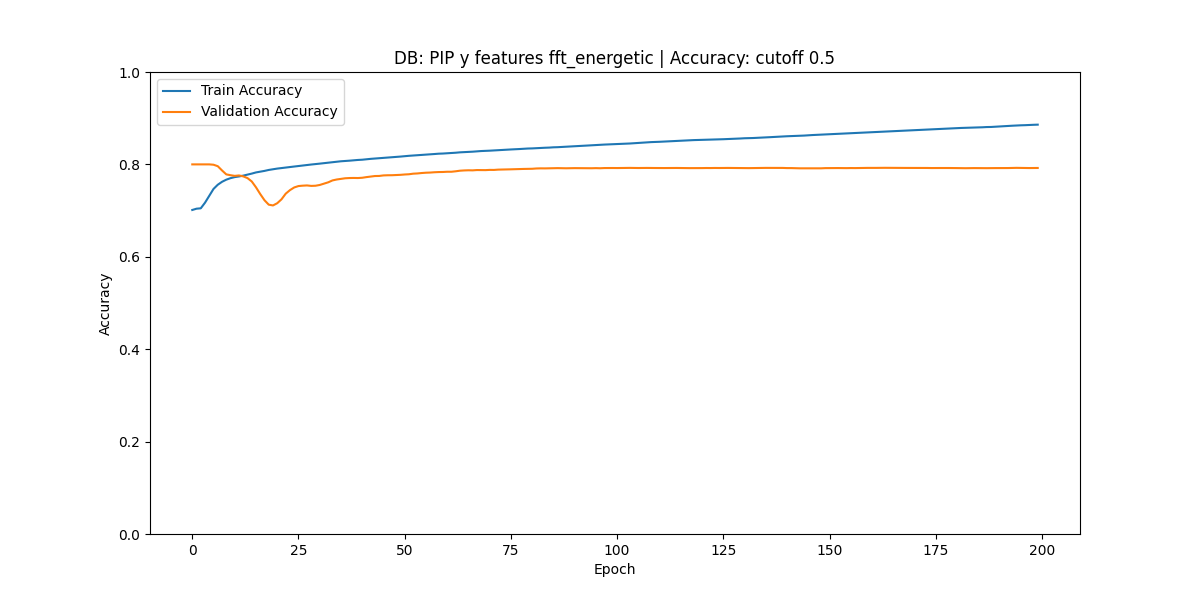 DB: PIP y features fft_energetic | Accuracy: cutoff 0.5
Train Accuracy
Validation Accuracy
1.0
0.8
0.6
0.4
0.2
0.0
Accuracy
0 25 50 75 100 125 150 175 200
Epoch